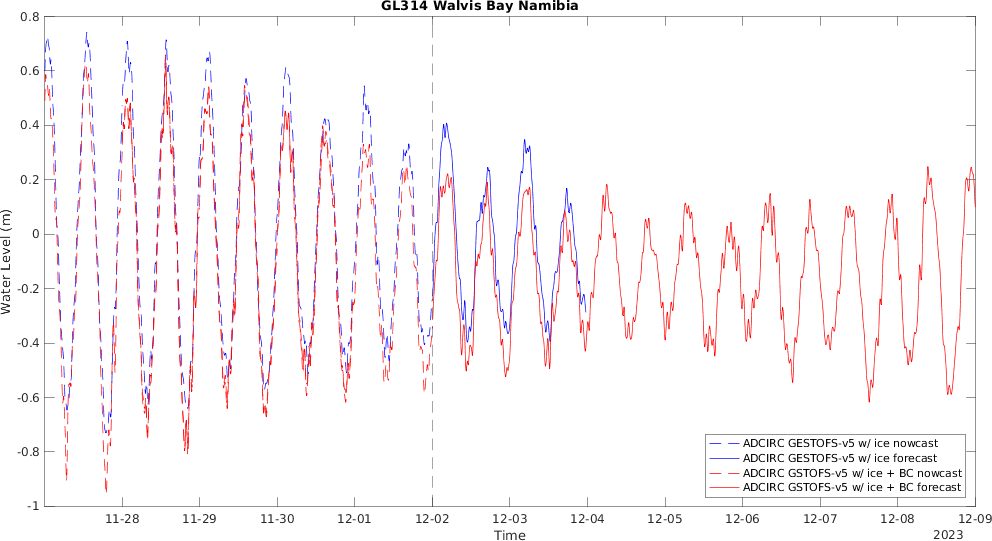 GL314 Walvis Bay Namibia
0.8
0.6
0.4
0.2
0
-0.2
-0.4
-0.6
-0.8
-1
Water Level (m)
ADCIRC GESTOFS-v5 w/ ice nowcast
ADCIRC GESTOFS-v5 w/ ice forecast
ADCIRC GSTOFS-v5 w/ ice + BC nowcast
ADCIRC GSTOFS-v5 w/ ice + BC forecast
11-28 11-29 11-30 12-01 12-02 12-03 12-04 12-05 12-06 12-07 12-08 12-09
Time
2023